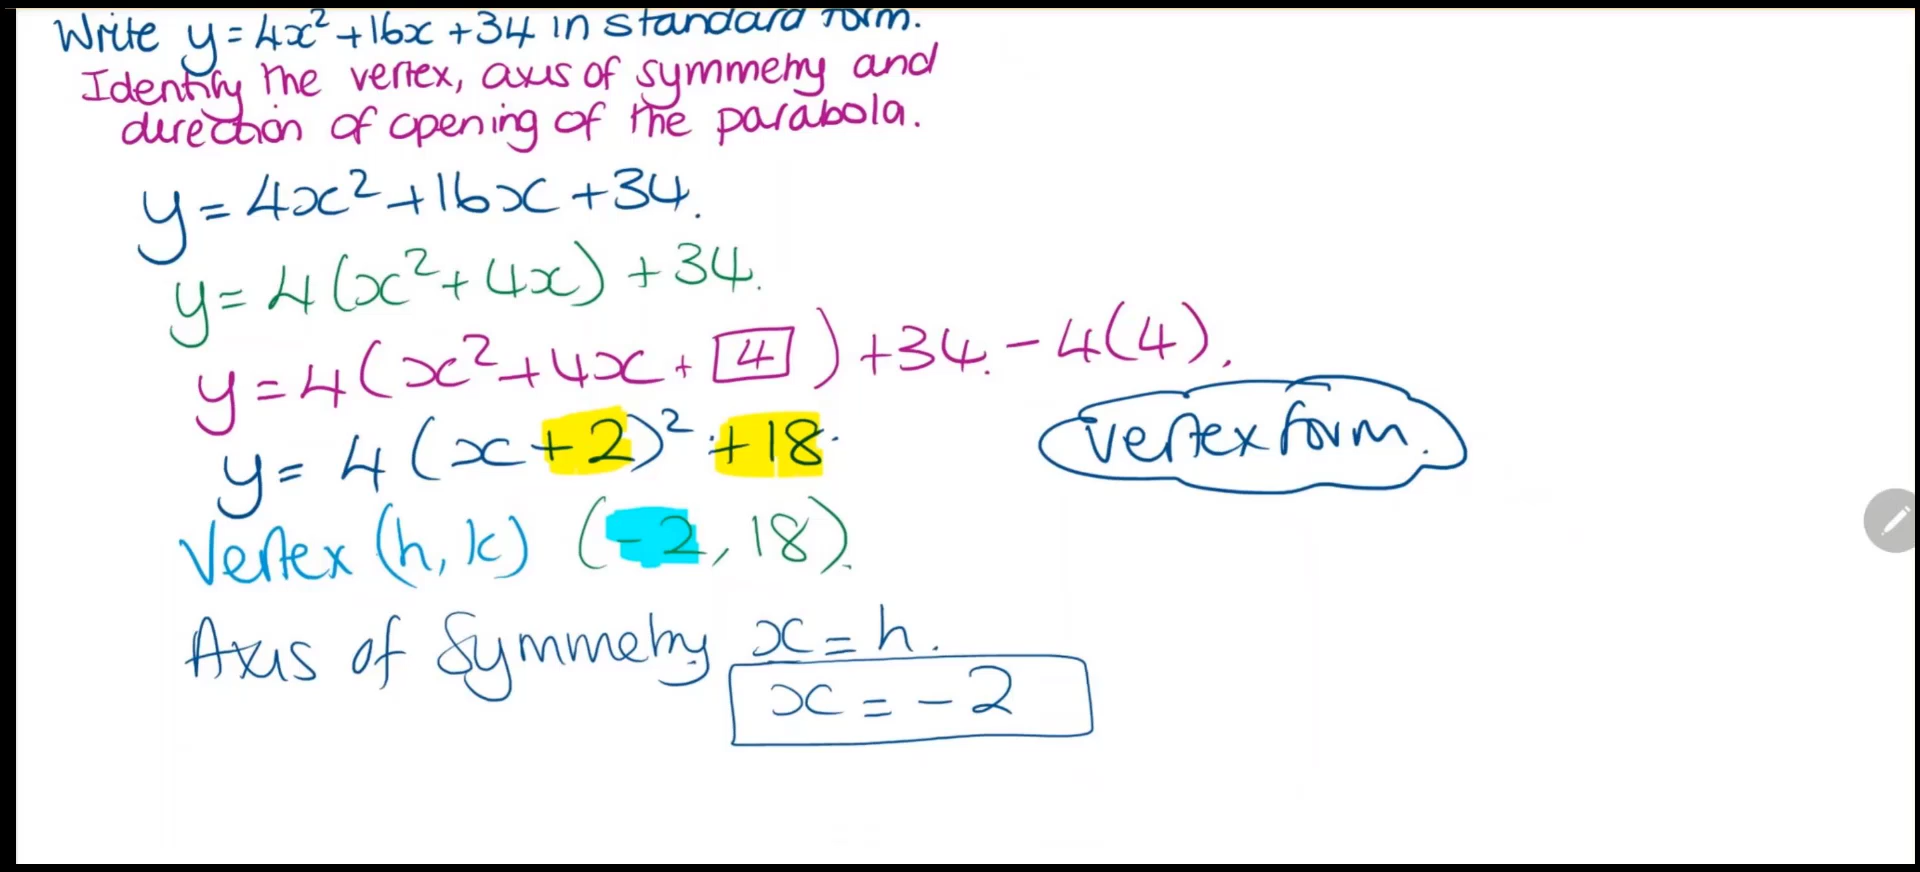 Write y = 4x² + 16x + 34 in standard form.
Identify the vertex, axis of symmetry and
direction of opening of the parabola.
y = 4x² + 16x + 34.
y = 4(x² + 4x) + 34.
y = 4(x² + 4x + 4) + 34. - 4(4).
y = 4(x + 2)² + 18.
vertex form.
Vertex (h, k) (-2, 18).
Axis of Symmetry x = h.
x = -2